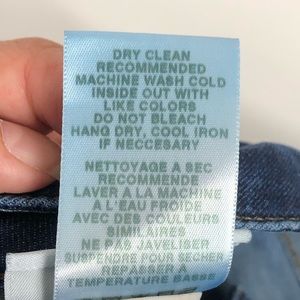 DRY CLEAN
RECOMMENDED
MACHINE WASH COLD
INSIDE OUT WITH
LIKE COLORS
DO NOT BLEACH
HANG DRY, COOL IRON
IF NECCESARY
NETTOYAGE A SEC
RECOMMENDE
LAVER A LA MACHINE
A L'EAU FROIDE
AVEC DES COULEURS
SIMILAIRES
NE PAS JAVELISER
SUSPENDRE POUR SECHER
REPASSER A
TEMPERATURE BASSE